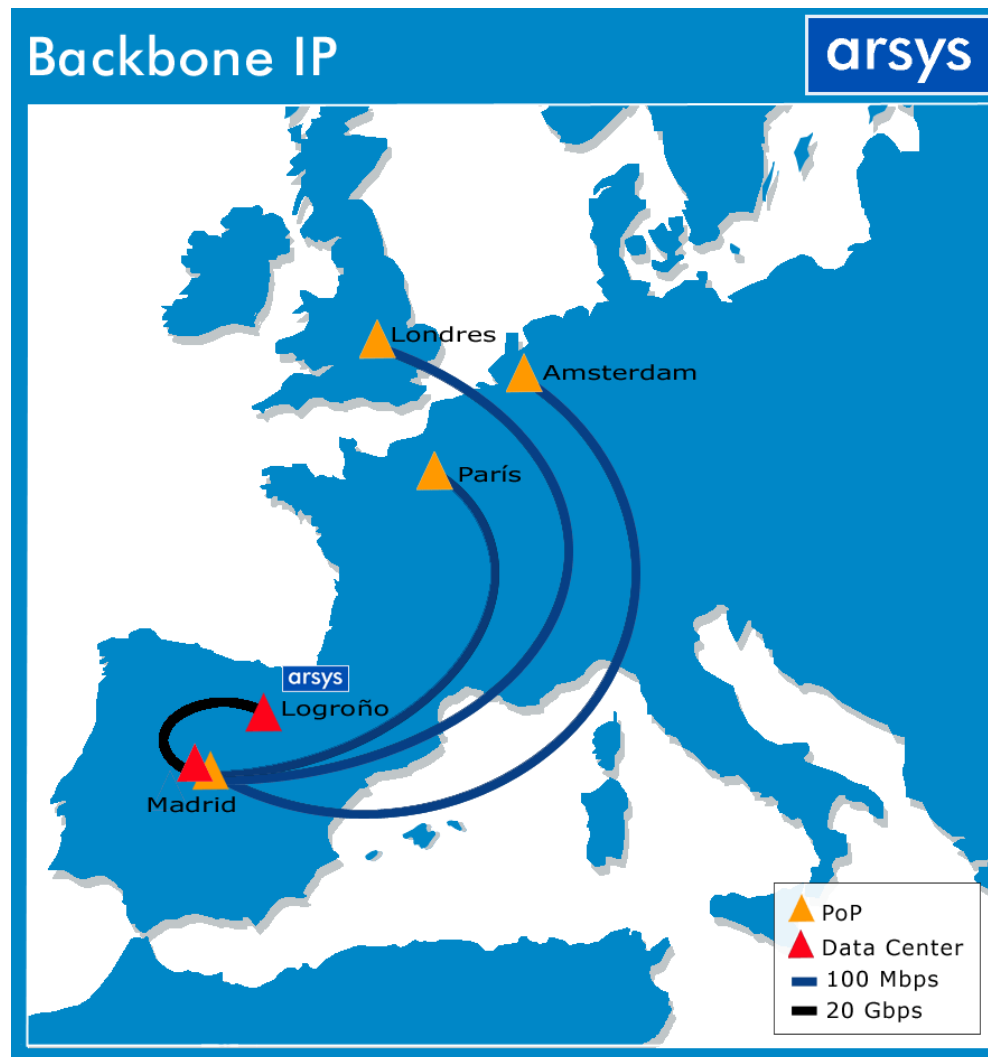 Backbone IP
arsys
Londres
Amsterdam
París
arsys
Logroño
Madrid
PoP
Data Center
100 Mbps
20 Gbps